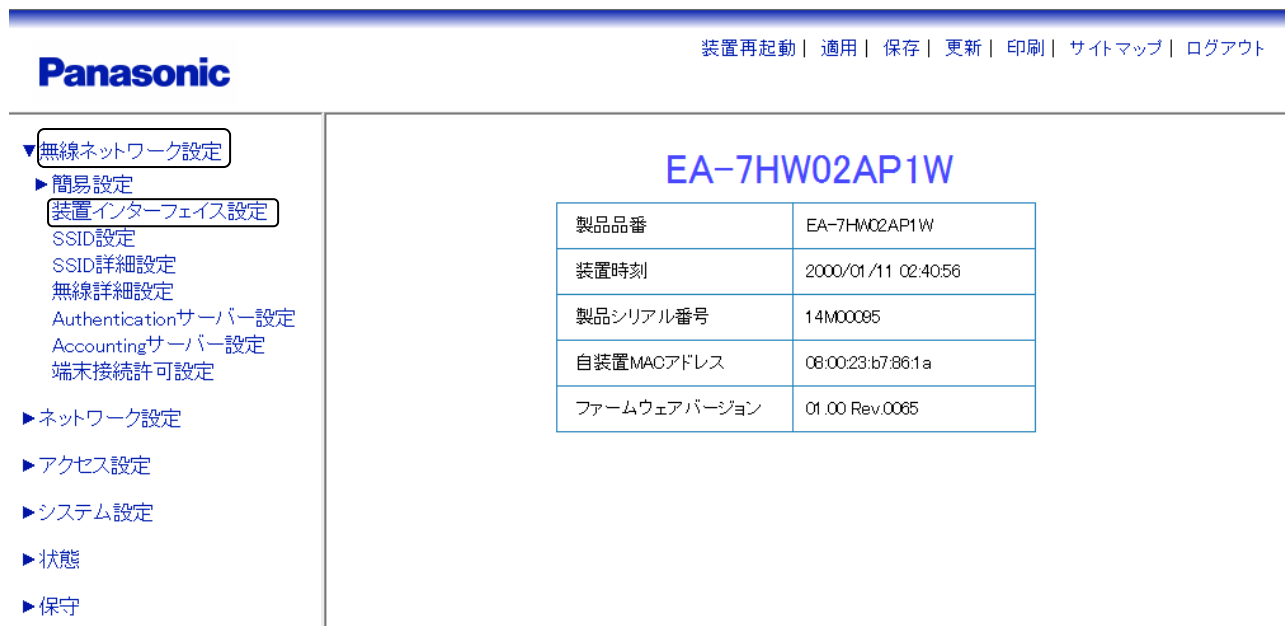 装置再起動| 適用| 保存| 更新| 印刷| サイトマップ| ログアウト
Panasonic
▼無線ネットワーク設定
▶簡易設定
装置インターフェイス設定
SSID設定
SSID詳細設定
無線詳細設定
Authenticationサーバー設定
Accountingサーバー設定
端末接続許可設定
▶ネットワーク設定
▶アクセス設定
▶システム設定
▶状態
▶保守
EA-7HW02AP1W
製品品番 EA-7HW02AP1W
装置時刻 2000/01/11 02:40:56
製品シリアル番号 14M00095
自装置MACアドレス 08:00:23:b7:86:1a
ファームウェアバージョン 01.00 Rev.0065